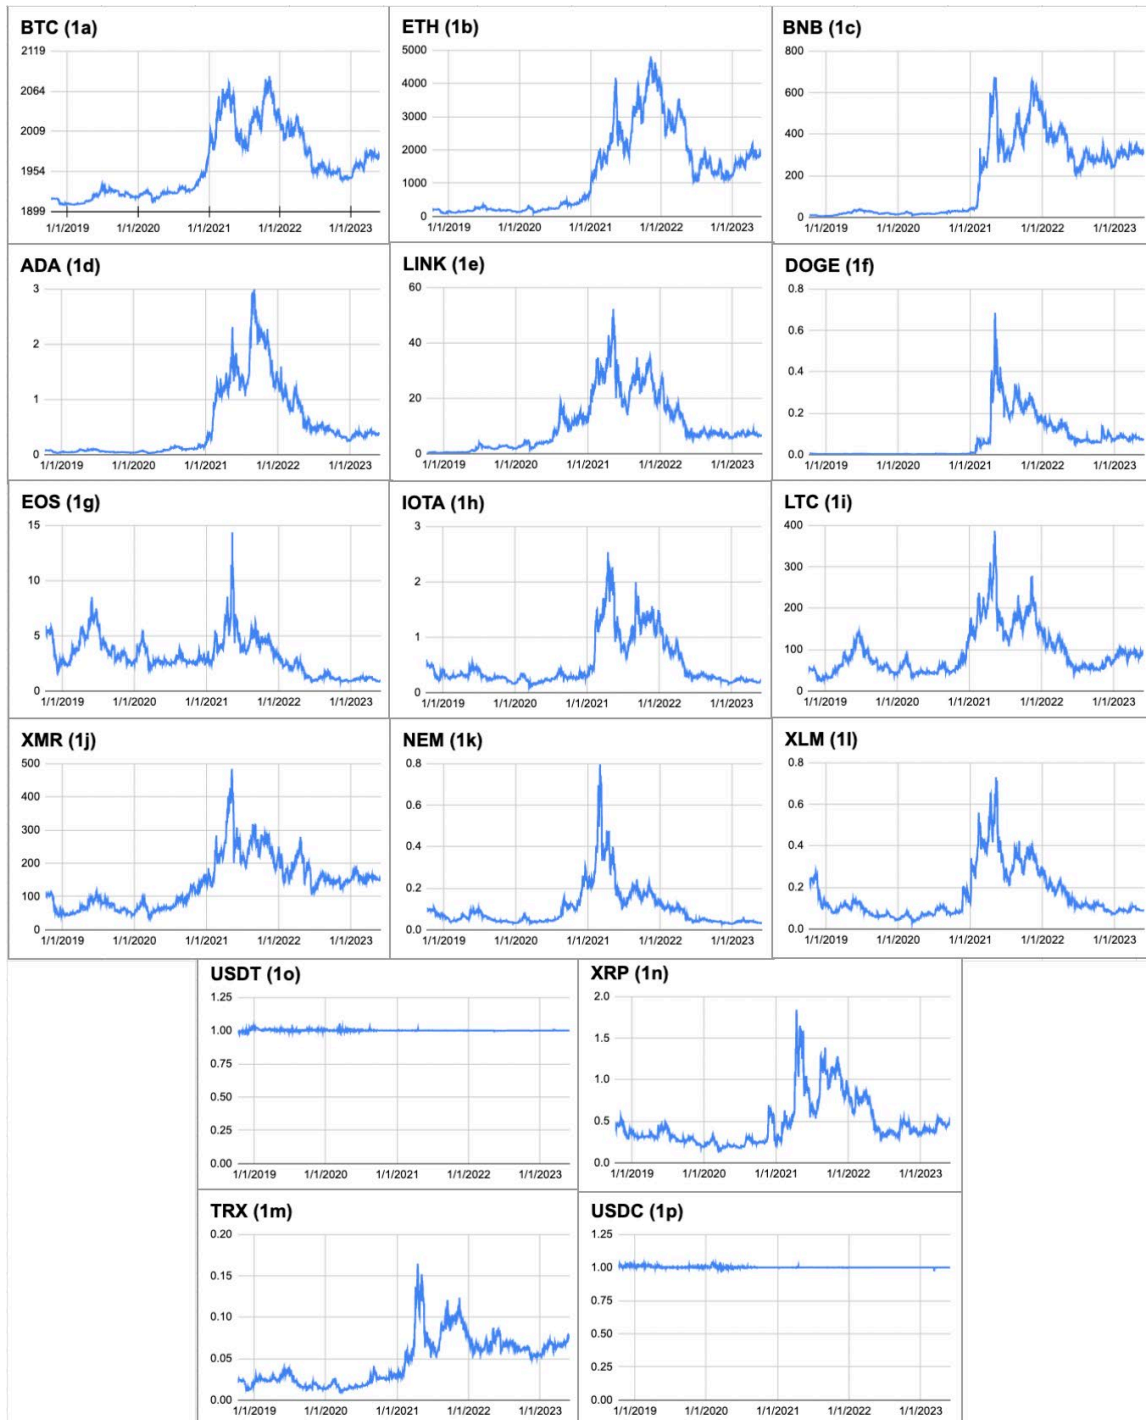 BTC (1a)
2119
2064
2009
1954
1899
1/1/2019 1/1/2020 1/1/2021 1/1/2022 1/1/2023
ETH (1b)
5000
4000
3000
2000
1000
0
1/1/2019 1/1/2020 1/1/2021 1/1/2022 1/1/2023
BNB (1c)
800
600
400
200
0
1/1/2019 1/1/2020 1/1/2021 1/1/2022 1/1/2023
ADA (1d)
3
2
1
0
1/1/2019 1/1/2020 1/1/2021 1/1/2022 1/1/2023
LINK (1e)
60
40
20
0
1/1/2019 1/1/2020 1/1/2021 1/1/2022 1/1/2023
DOGE (1f)
0.8
0.6
0.4
0.2
0.0
1/1/2019 1/1/2020 1/1/2021 1/1/2022 1/1/2023
EOS (1g)
15
10
5
0
1/1/2019 1/1/2020 1/1/2021 1/1/2022 1/1/2023
IOTA (1h)
3
2
1
0
1/1/2019 1/1/2020 1/1/2021 1/1/2022 1/1/2023
LTC (1i)
400
300
200
100
0
1/1/2019 1/1/2020 1/1/2021 1/1/2022 1/1/2023
XMR (1j)
500
400
300
200
100
0
1/1/2019 1/1/2020 1/1/2021 1/1/2022 1/1/2023
NEM (1k)
0.8
0.6
0.4
0.2
0.0
1/1/2019 1/1/2020 1/1/2021 1/1/2022 1/1/2023
XLM (1l)
0.8
0.6
0.4
0.2
0.0
1/1/2019 1/1/2020 1/1/2021 1/1/2022 1/1/2023
USDT (1o)
1.25
1.00
0.75
0.50
0.25
0.00
1/1/2019 1/1/2020 1/1/2021 1/1/2022 1/1/2023
XRP (1n)
2.0
1.5
1.0
0.5
0.0
1/1/2019 1/1/2020 1/1/2021 1/1/2022 1/1/2023
TRX (1m)
0.20
0.15
0.10
0.05
0.00
1/1/2019 1/1/2020 1/1/2021 1/1/2022 1/1/2023
USDC (1p)
1.25
1.00
0.75
0.50
0.25
0.00
1/1/2019 1/1/2020 1/1/2021 1/1/2022 1/1/2023